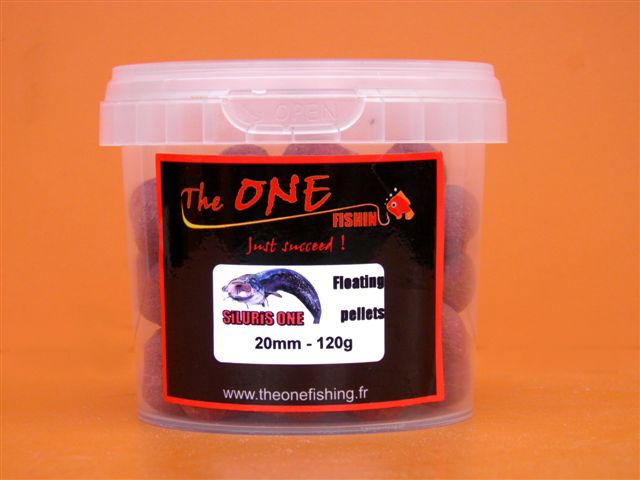 OPEN
The ONE
FISHIN
Just succeed !
Floating
SiLURiS ONE
pellets
20mm - 120g
www.theonefishing.fr